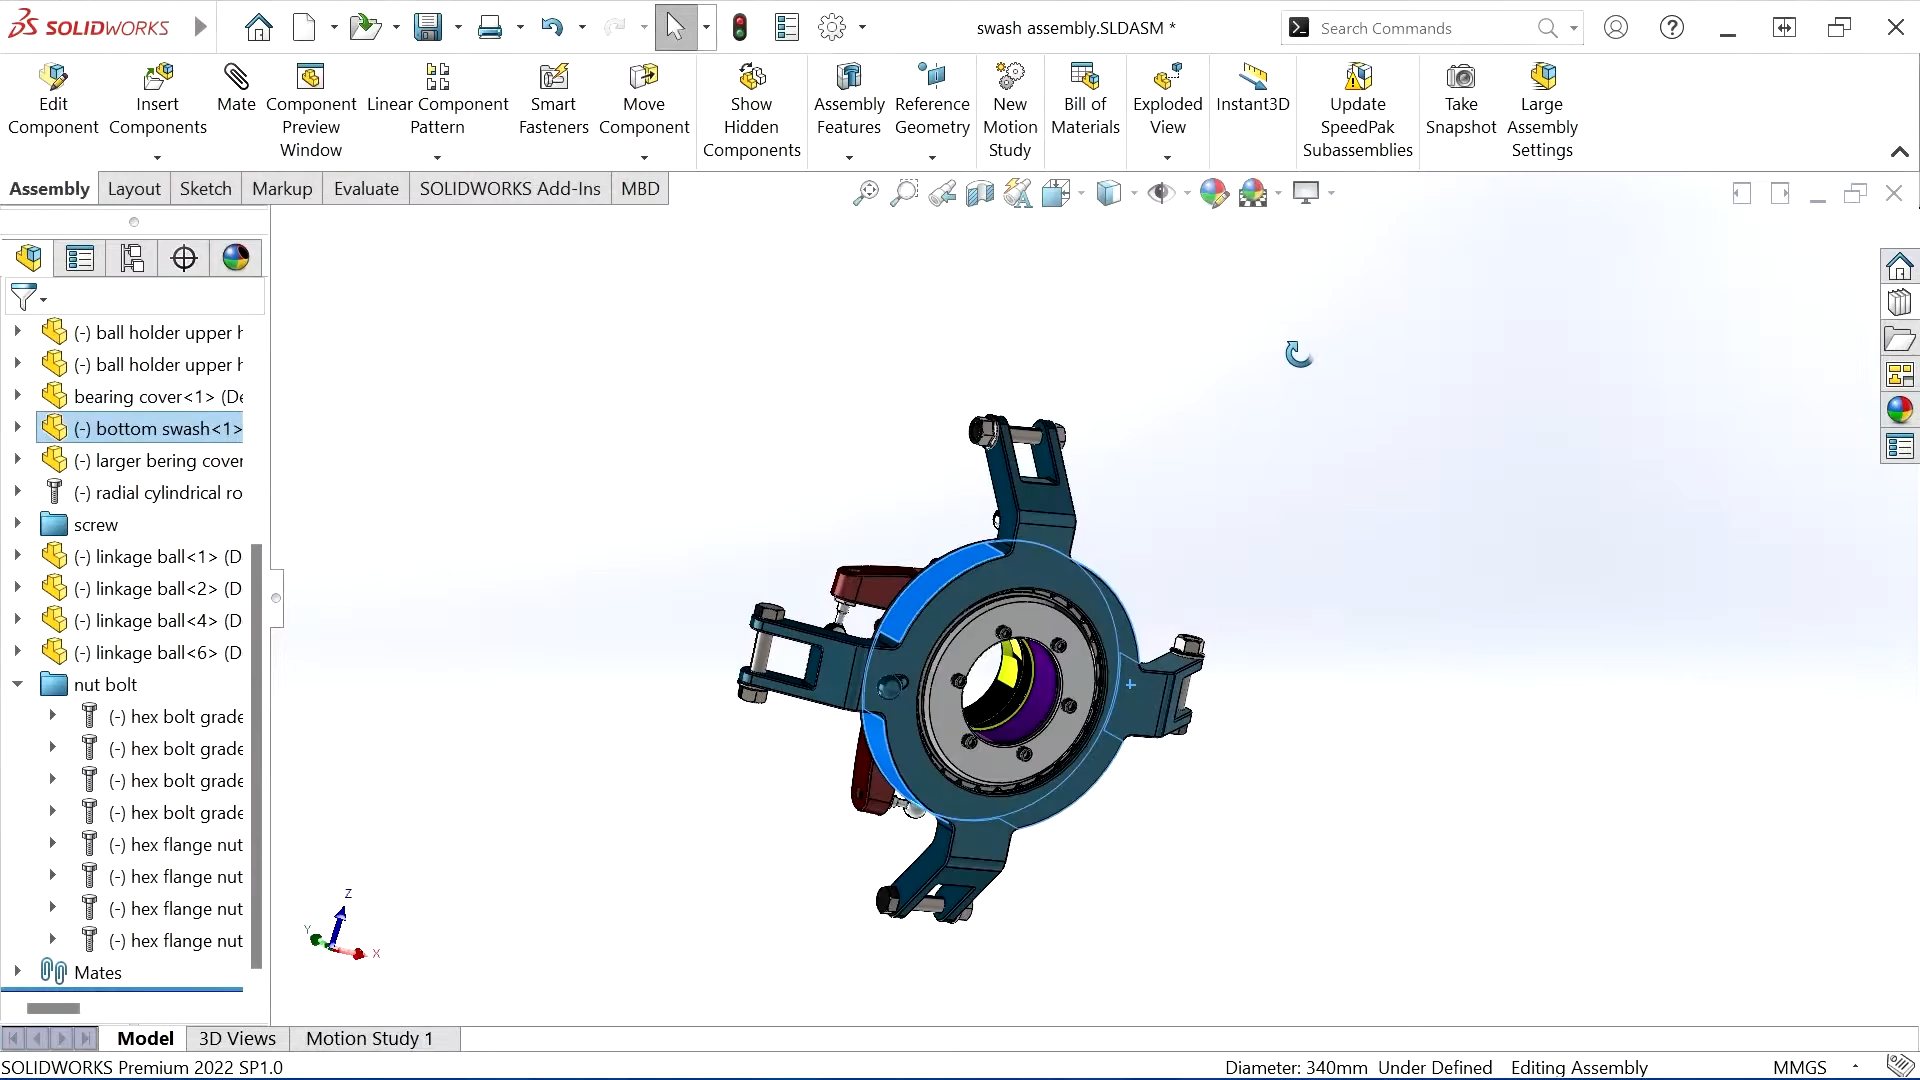 SOLIDWORKS
swash assembly.SLDASM *
Search Commands
Edit Component
Insert Components
Mate
Component Preview Window
Linear Component Pattern
Smart Fasteners
Move Component
Show Hidden Components
Assembly Features
Reference Geometry
New Motion Study
Bill of Materials
Exploded View
Instant3D
Update SpeedPak Subassemblies
Take Snapshot
Large Assembly Settings
Assembly
Layout
Sketch
Markup
Evaluate
SOLIDWORKS Add-Ins
MBD
(-) ball holder upper h
(-) ball holder upper h
bearing cover<1> (De
(-) bottom swash<1>
(-) larger bering cover
(-) radial cylindrical ro
screw
(-) linkage ball<1> (D
(-) linkage ball<2> (D
(-) linkage ball<4> (D
(-) linkage ball<6> (D
nut bolt
(-) hex bolt grade
(-) hex bolt grade
(-) hex bolt grade
(-) hex bolt grade
(-) hex flange nut
(-) hex flange nut
(-) hex flange nut
(-) hex flange nut
Mates
Z
Y
X
Model
3D Views
Motion Study 1
SOLIDWORKS Premium 2022 SP1.0
Diameter: 340mm
Under Defined
Editing Assembly
MMGS